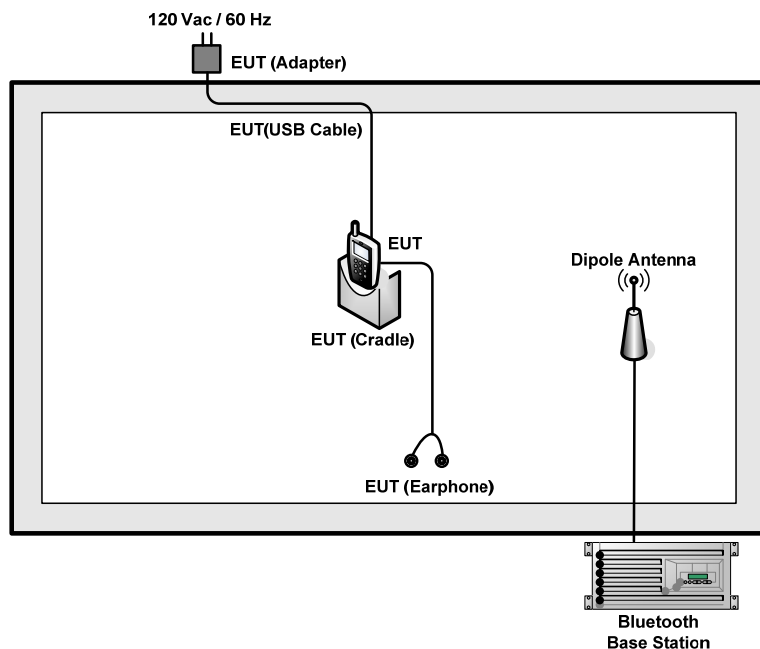 120 Vac / 60 Hz
EUT (Adapter)
EUT(USB Cable)
EUT
Dipole Antenna
EUT (Cradle)
EUT (Earphone)
Bluetooth
Base Station